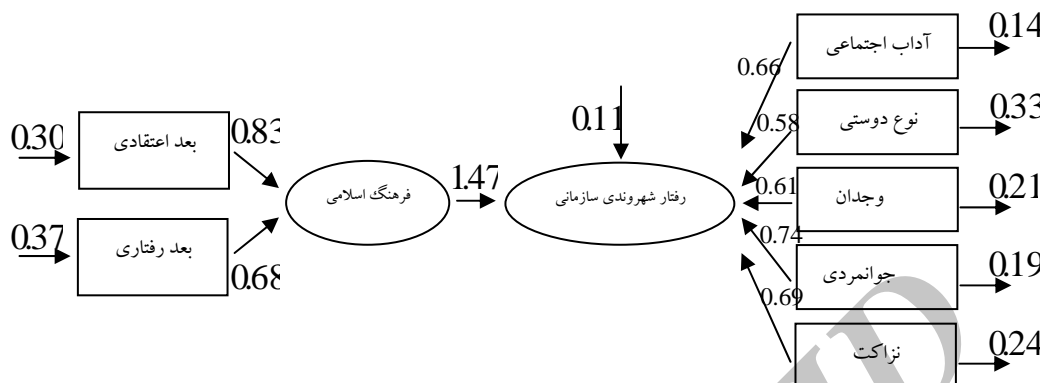 0.14
آداب اجتماعی
0.66
0.33
نوع دوستی
0.58
0.11
0.30
بعد اعتقادی
0.83
فرهنگ اسلامی
1.47
رفتار شهروندی سازمانی
0.61
وجدان
0.21
0.37
بعد رفتاری
0.68
0.74
جوانمردی
0.19
0.69
نزاکت
0.24